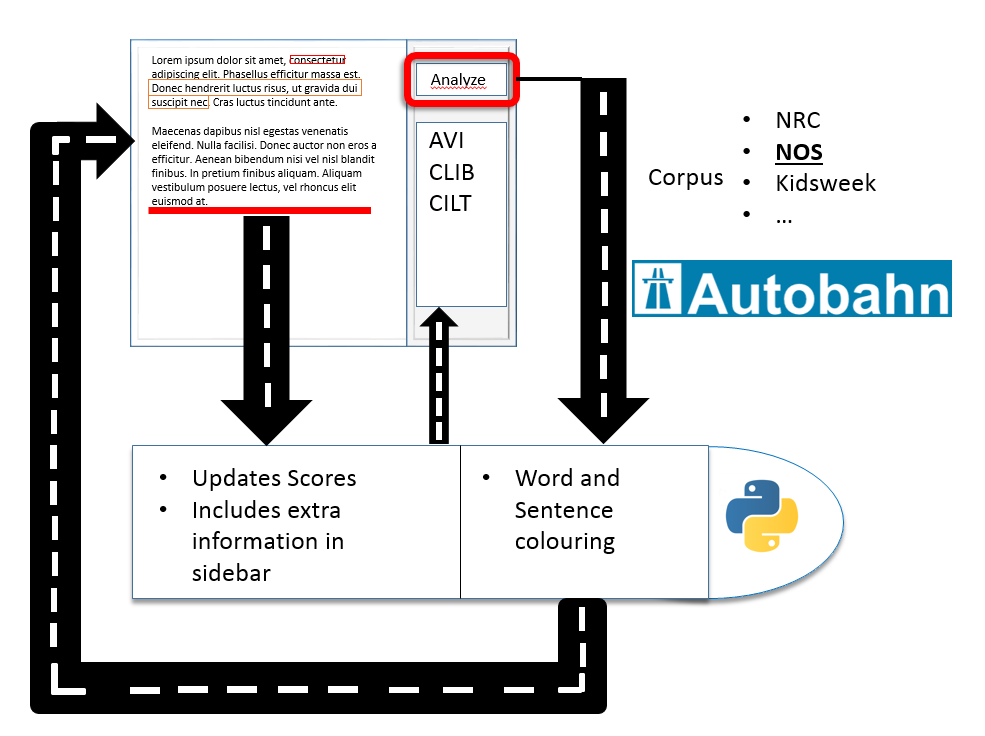 Lorem ipsum dolor sit amet, consectetur
adipiscing elit. Phasellus efficitur massa est.
Donec hendrerit luctus risus, ut gravida dui
suscipit nec. Cras luctus tincidunt ante.
Maecenas dapibus nisl egestas venenatis
eleifend. Nulla facilisi. Donec auctor non eros a
efficitur. Aenean bibendum nisi vel nisl blandit
finibus. In pretium finibus aliquam. Aliquam
vestibulum posuere lectus, vel rhoncus elit
euismod at.
Analyze
AVI
CLIB
CILT
Corpus
• NRC
• NOS
• Kidsweek
• ...
Autobahn
• Updates Scores
• Includes extra
information in
sidebar
• Word and
Sentence
colouring